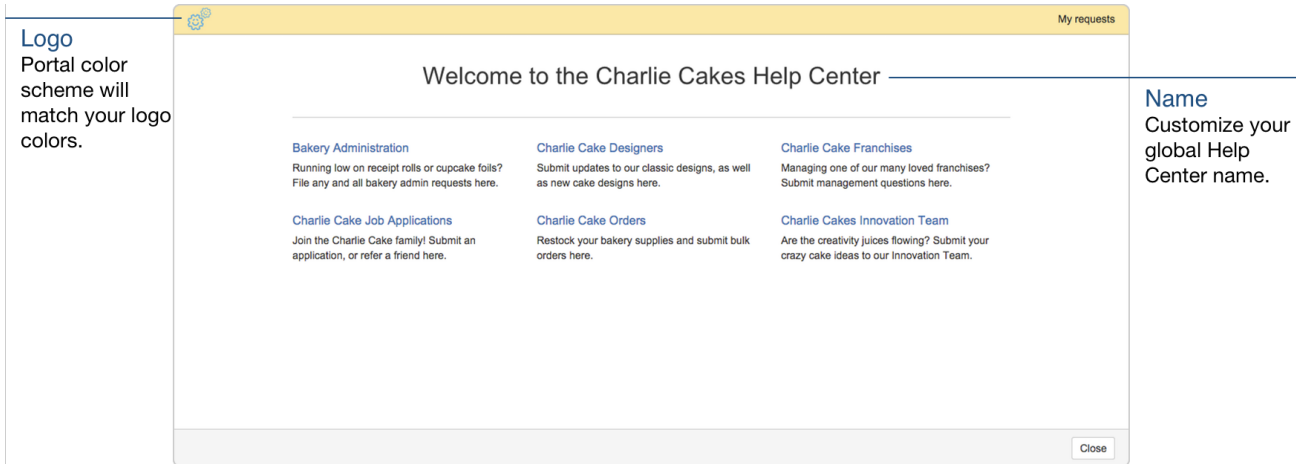 My requests
Logo
Portal color
scheme will
match your logo
colors.
Welcome to the Charlie Cakes Help Center
Name
Customize your
global Help
Center name.
Bakery Administration
Running low on receipt rolls or cupcake foils?
File any and all bakery admin requests here.
Charlie Cake Designers
Submit updates to our classic designs, as well
as new cake designs here.
Charlie Cake Franchises
Managing one of our many loved franchises?
Submit management questions here.
Charlie Cake Job Applications
Join the Charlie Cake family! Submit an
application, or refer a friend here.
Charlie Cake Orders
Restock your bakery supplies and submit bulk
orders here.
Charlie Cakes Innovation Team
Are the creativity juices flowing? Submit your
crazy cake ideas to our Innovation Team.
Close